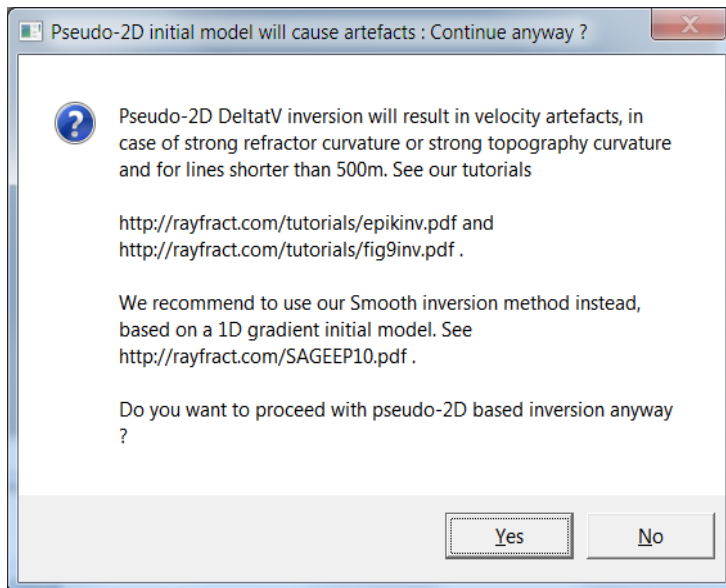 Pseudo-2D initial model will cause artefacts : Continue anyway ?
Pseudo-2D DeltatV inversion will result in velocity artefacts, in
case of strong refractor curvature or strong topography curvature
and for lines shorter than 500m. See our tutorials
http://rayfract.com/tutorials/epikinv.pdf and
http://rayfract.com/tutorials/fig9inv.pdf .
We recommend to use our Smooth inversion method instead,
based on a 1D gradient initial model. See
http://rayfract.com/SAGEEP10.pdf .
Do you want to proceed with pseudo-2D based inversion anyway
?
Yes
No